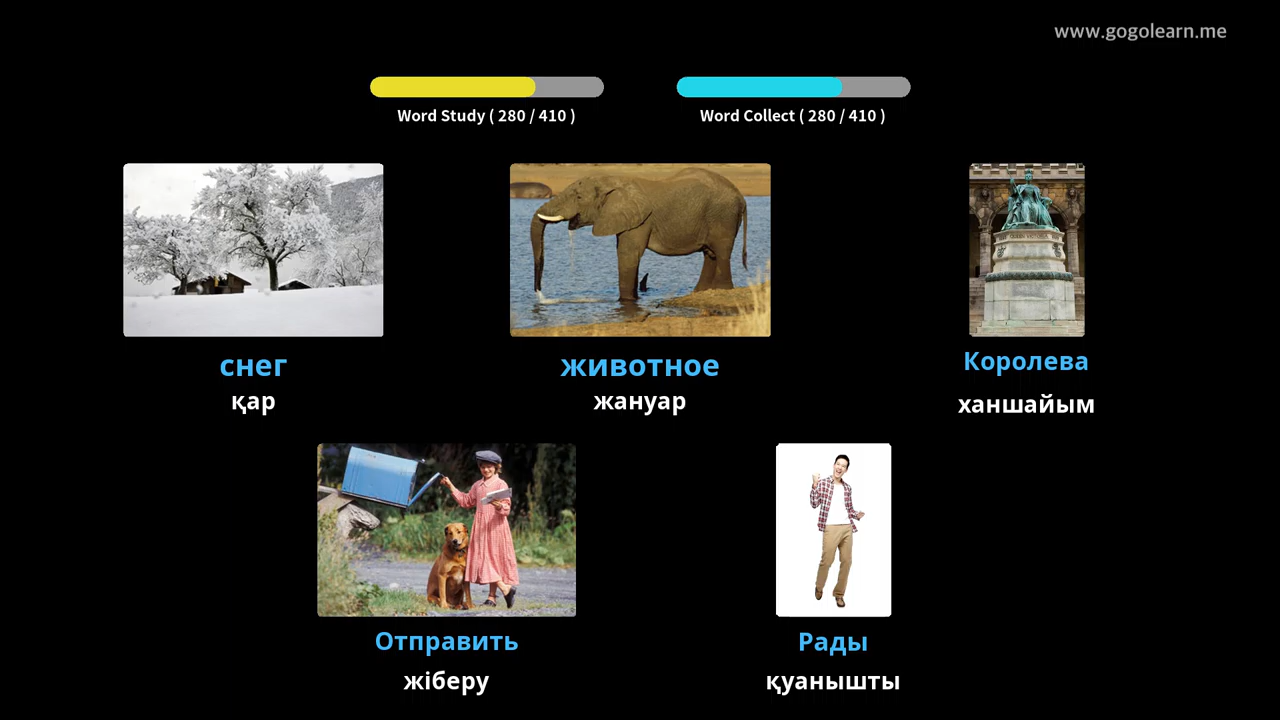 www.gogolearn.me
Word Study ( 280 / 410 )
Word Collect ( 280 / 410 )
снег
қар
животное
жануар
Королева
ханшайым
Отправить
жіберу
Рады
қуанышты